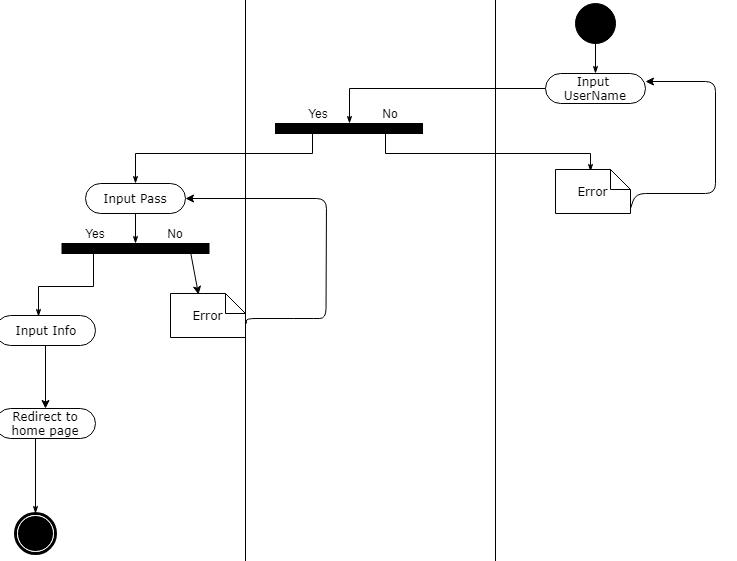 Input
UserName
Yes
No
Error
Input Pass
Yes
No
Error
Input Info
Redirect to
home page